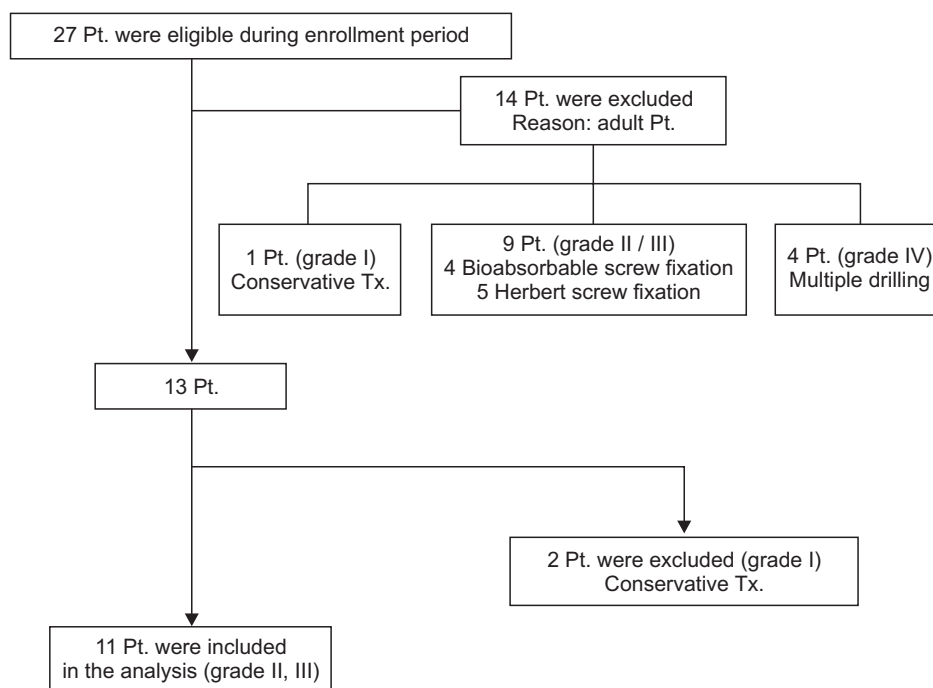 27 Pt. were eligible during enrollment period
14 Pt. were excluded
Reason: adult Pt.
1 Pt. (grade I)
Conservative Tx.
9 Pt. (grade II / III)
4 Bioabsorbable screw fixation
5 Herbert screw fixation
4 Pt. (grade IV)
Multiple drilling
13 Pt.
2 Pt. were excluded (grade I)
Conservative Tx.
11 Pt. were included
in the analysis (grade II, III)